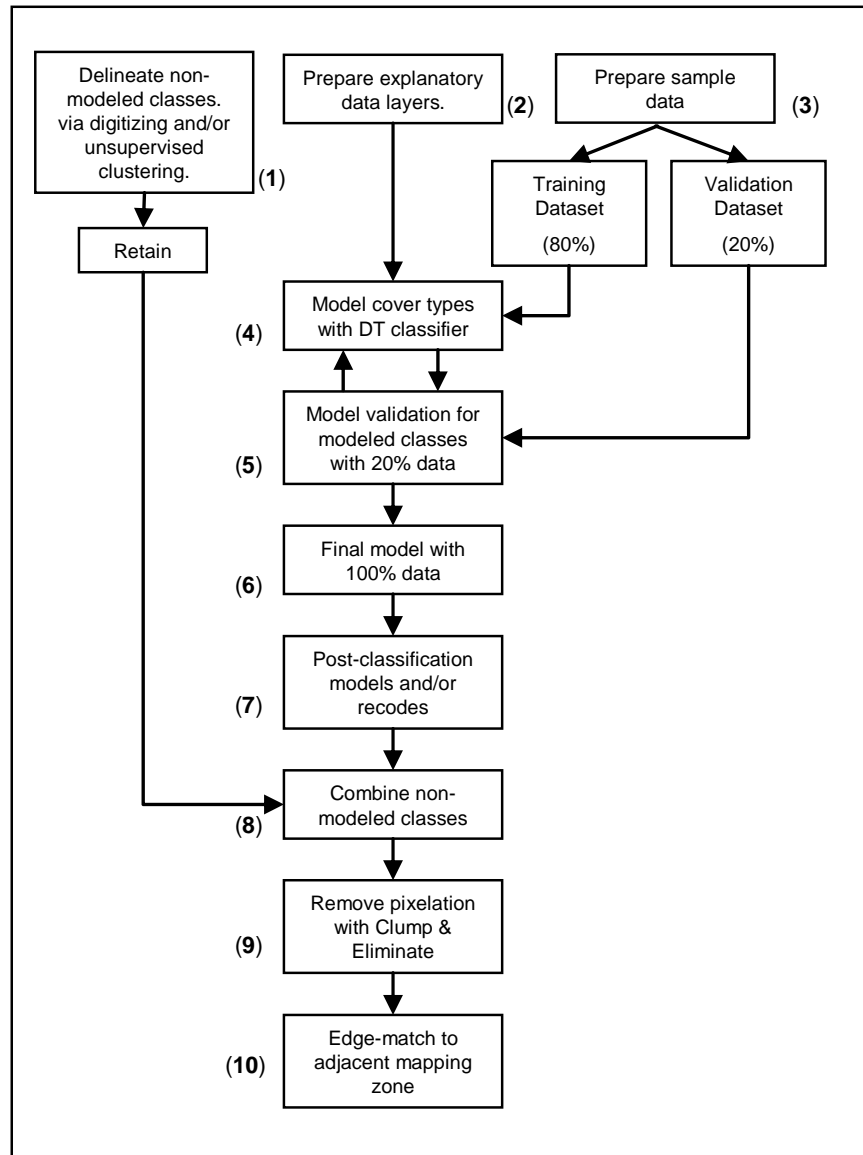 Delineate non-
modeled classes.
via digitizing and/or
unsupervised
clustering.
(1)
Retain
Prepare explanatory
data layers.
(2)
Prepare sample
data
(3)
Training
Dataset
(80%)
Validation
Dataset
(20%)
Model cover types
with DT classifier
(4)
Model validation for
modeled classes
with 20% data
(5)
Final model with
100% data
(6)
Post-classification
models and/or
recodes
(7)
Combine non-
modeled classes
(8)
Remove pixelation
with Clump &
Eliminate
(9)
Edge-match to
adjacent mapping
zone
(10)